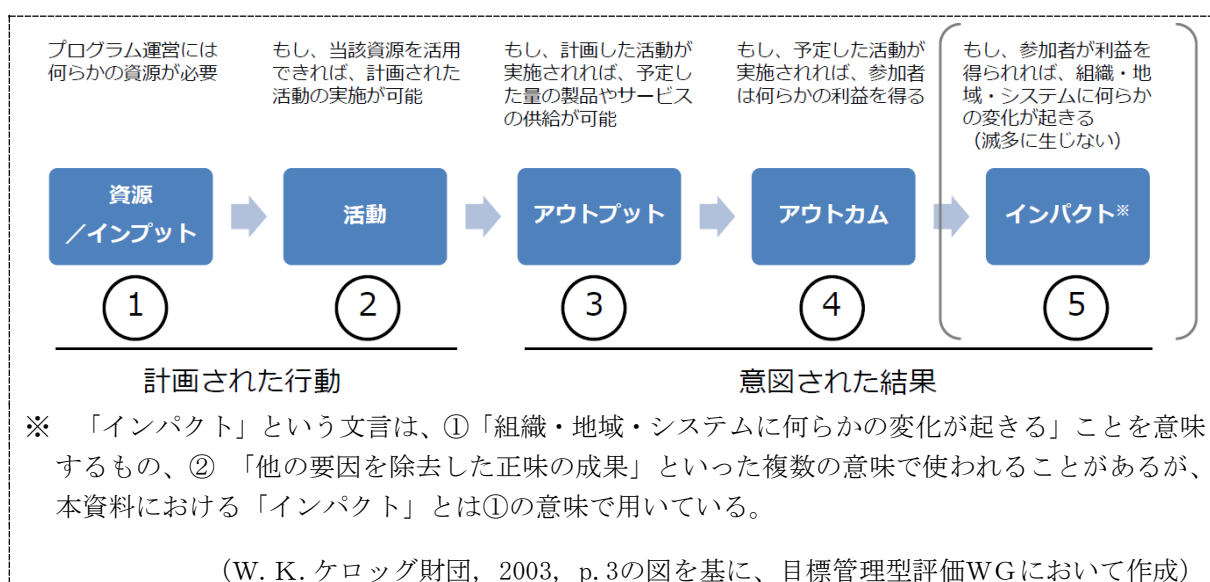 プログラム運営には
何らかの資源が必要
もし、当該資源を活用
できれば、計画された
活動の実施が可能
もし、計画した活動が
実施されれば、予定し
た量の製品やサービス
の供給が可能
もし、予定した活動が
実施されれば、参加者
は何らかの利益を得る
もし、参加者が利益を
得られれば、組織・地
域・システムに何らか
の変化が起きる
（滅多に生じない）
資源
／インプット
活動
アウトプット
アウトカム
インパクト※
1
2
3
4
5
計画された行動
意図された結果
※　「インパクト」という文言は、①「組織・地域・システムに何らかの変化が起きる」ことを意味
するもの、②　「他の要因を除去した正味の成果」といった複数の意味で使われることがあるが、
本資料における「インパクト」とは①の意味で用いている。
（W.K.ケロッグ財団, 2003, p.3の図を基に、目標管理型評価ＷＧにおいて作成）